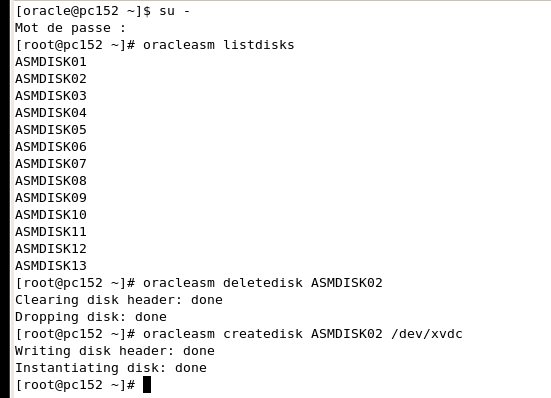 [oracle@pc152 ~]$ su -
Mot de passe :
[root@pc152 ~]# oracleasm listdisks
ASMDISK01
ASMDISK02
ASMDISK03
ASMDISK04
ASMDISK05
ASMDISK06
ASMDISK07
ASMDISK08
ASMDISK09
ASMDISK10
ASMDISK11
ASMDISK12
ASMDISK13
[root@pc152 ~]# oracleasm deletedisk ASMDISK02
Clearing disk header: done
Dropping disk: done
[root@pc152 ~]# oracleasm createdisk ASMDISK02 /dev/xvdc
Writing disk header: done
Instantiating disk: done
[root@pc152 ~]#